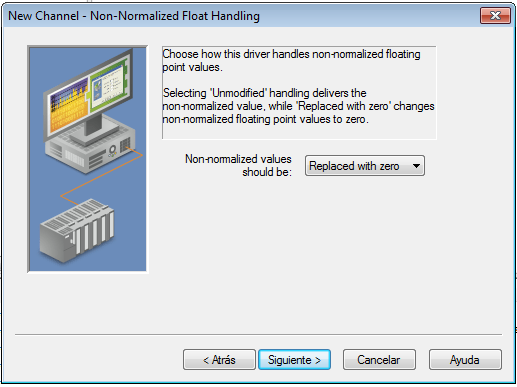 New Channel - Non-Normalized Float Handling
Choose how this driver handles non-normalized floating
point values.
Selecting 'Unmodified' handling delivers the
non-normalized value, while 'Replaced with zero' changes
non-normalized floating point values to zero.
Non-normalized values
should be:
Replaced with zero
< Atrás
Siguiente >
Cancelar
Ayuda